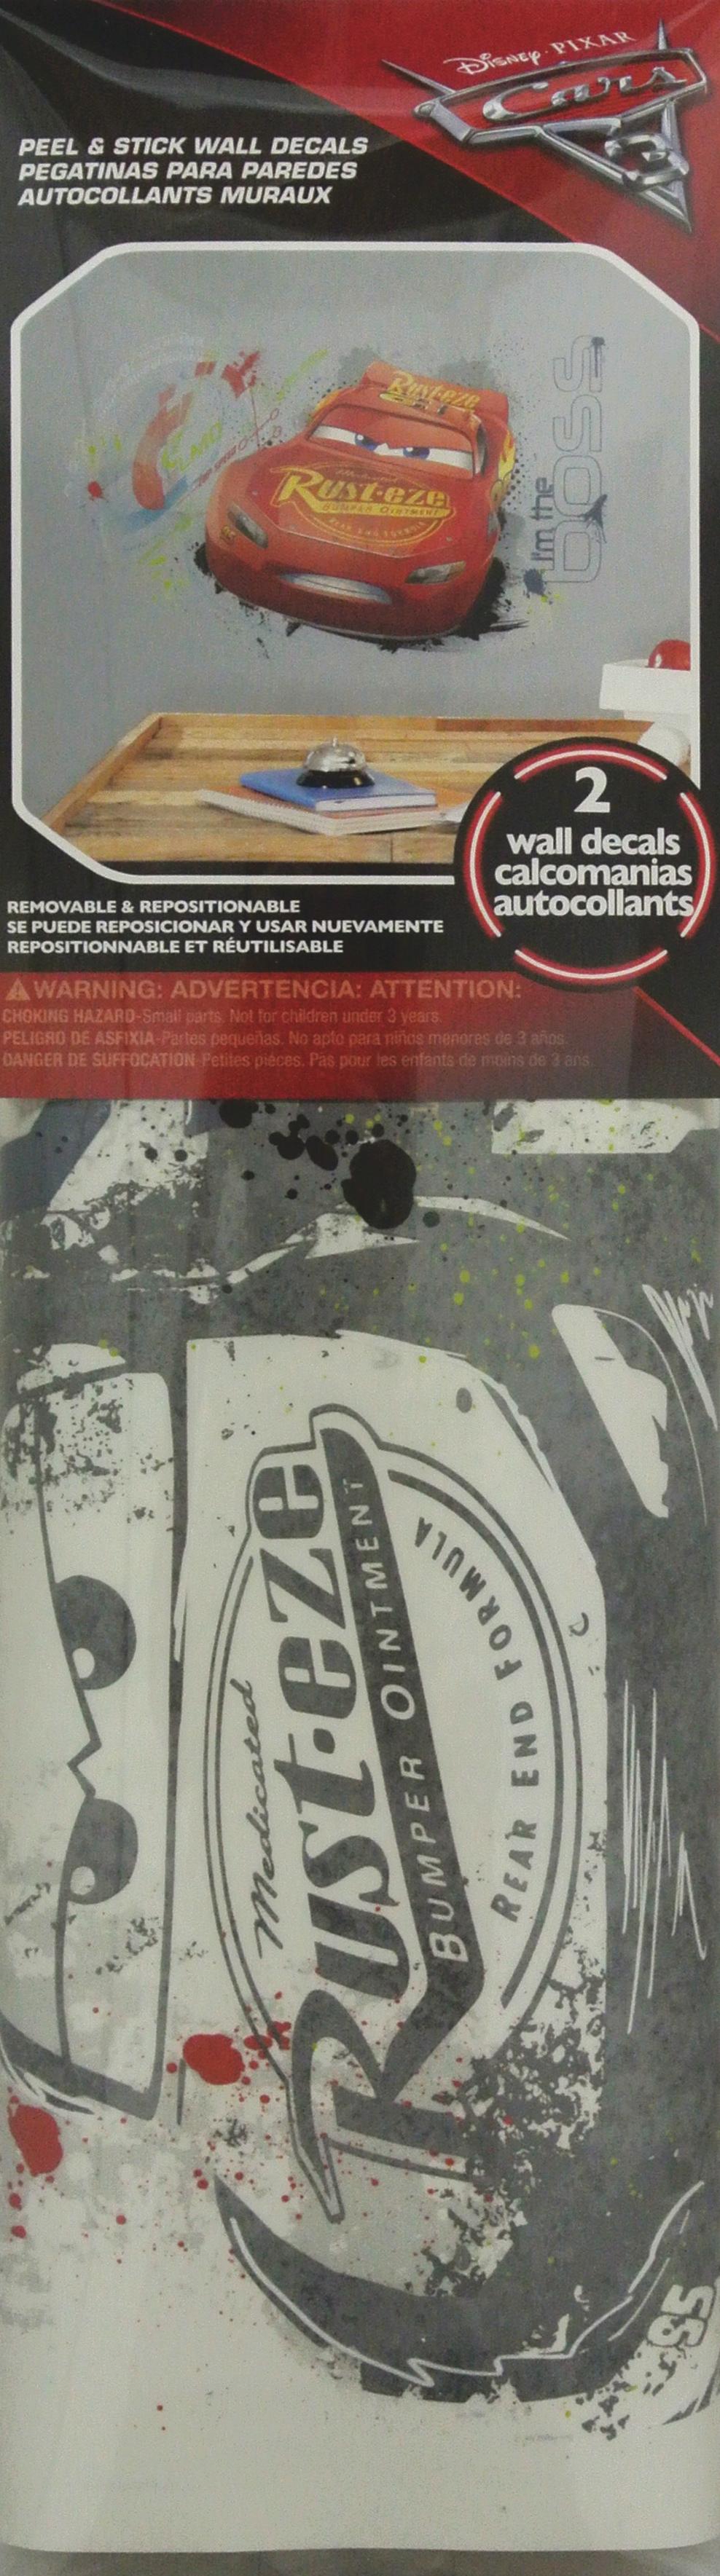 Disney·PIXAR
Cars
3
PEEL & STICK WALL DECALS
PEGATINAS PARA PAREDES
AUTOCOLLANTS MURAUX
Rust-eze
Rust-eze
BUMPER OINTMENT
REAR END FORMULA
95
I'm the
boss
2
wall decals
calcomanias
autocollants
REMOVABLE & REPOSITIONABLE
SE PUEDE REPOSICIONAR Y USAR NUEVAMENTE
REPOSITIONNABLE ET RÉUTILISABLE
WARNING: ADVERTENCIA: ATTENTION:
CHOKING HAZARD-Small parts. Not for children under 3 years.
PELIGRO DE ASFIXIA-Partes pequeñas. No apto para niños menores de 3 años.
DANGER DE SUFFOCATION-Petites pièces. Pas pour les enfants de moins de 3 ans.
Medicated
Rust-eze
BUMPER OINTMENT
REAR END FORMULA
95